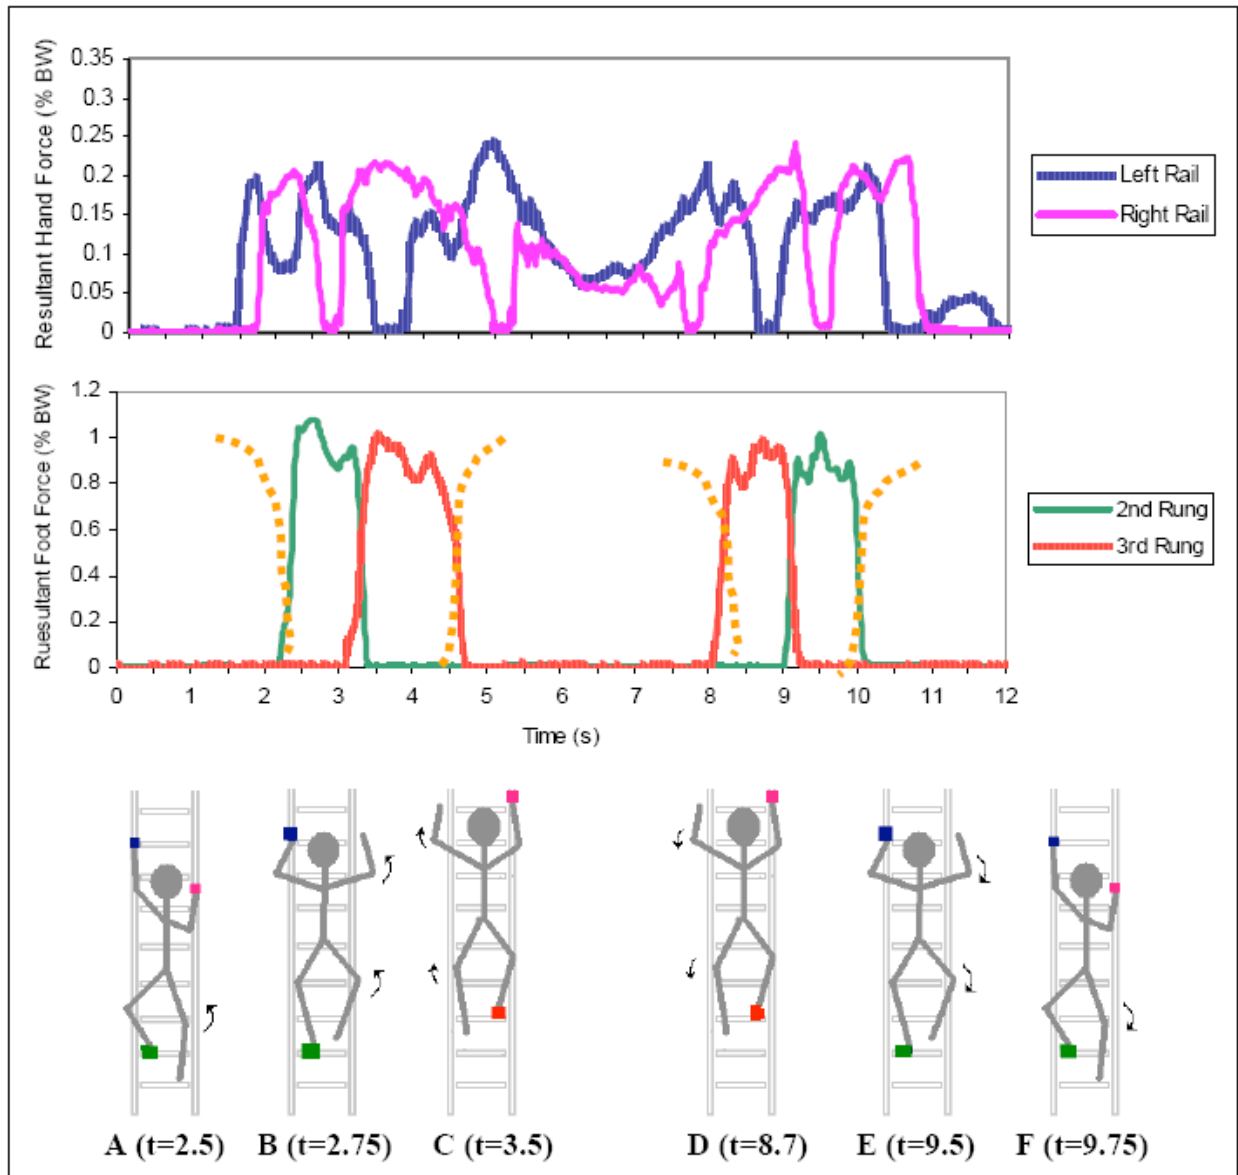 Resultant Hand Force (% BW)
0.35
0.3
0.25
0.2
0.15
0.1
0.05
0
Left Rail
Right Rail
Ruesultant Foot Force (% BW)
1.2
1
0.8
0.6
0.4
0.2
0
0 1 2 3 4 5 6 7 8 9 10 11 12
Time (s)
2nd Rung
3rd Rung
A (t=2.5) B (t=2.75) C (t=3.5) D (t=8.7) E (t=9.5) F (t=9.75)